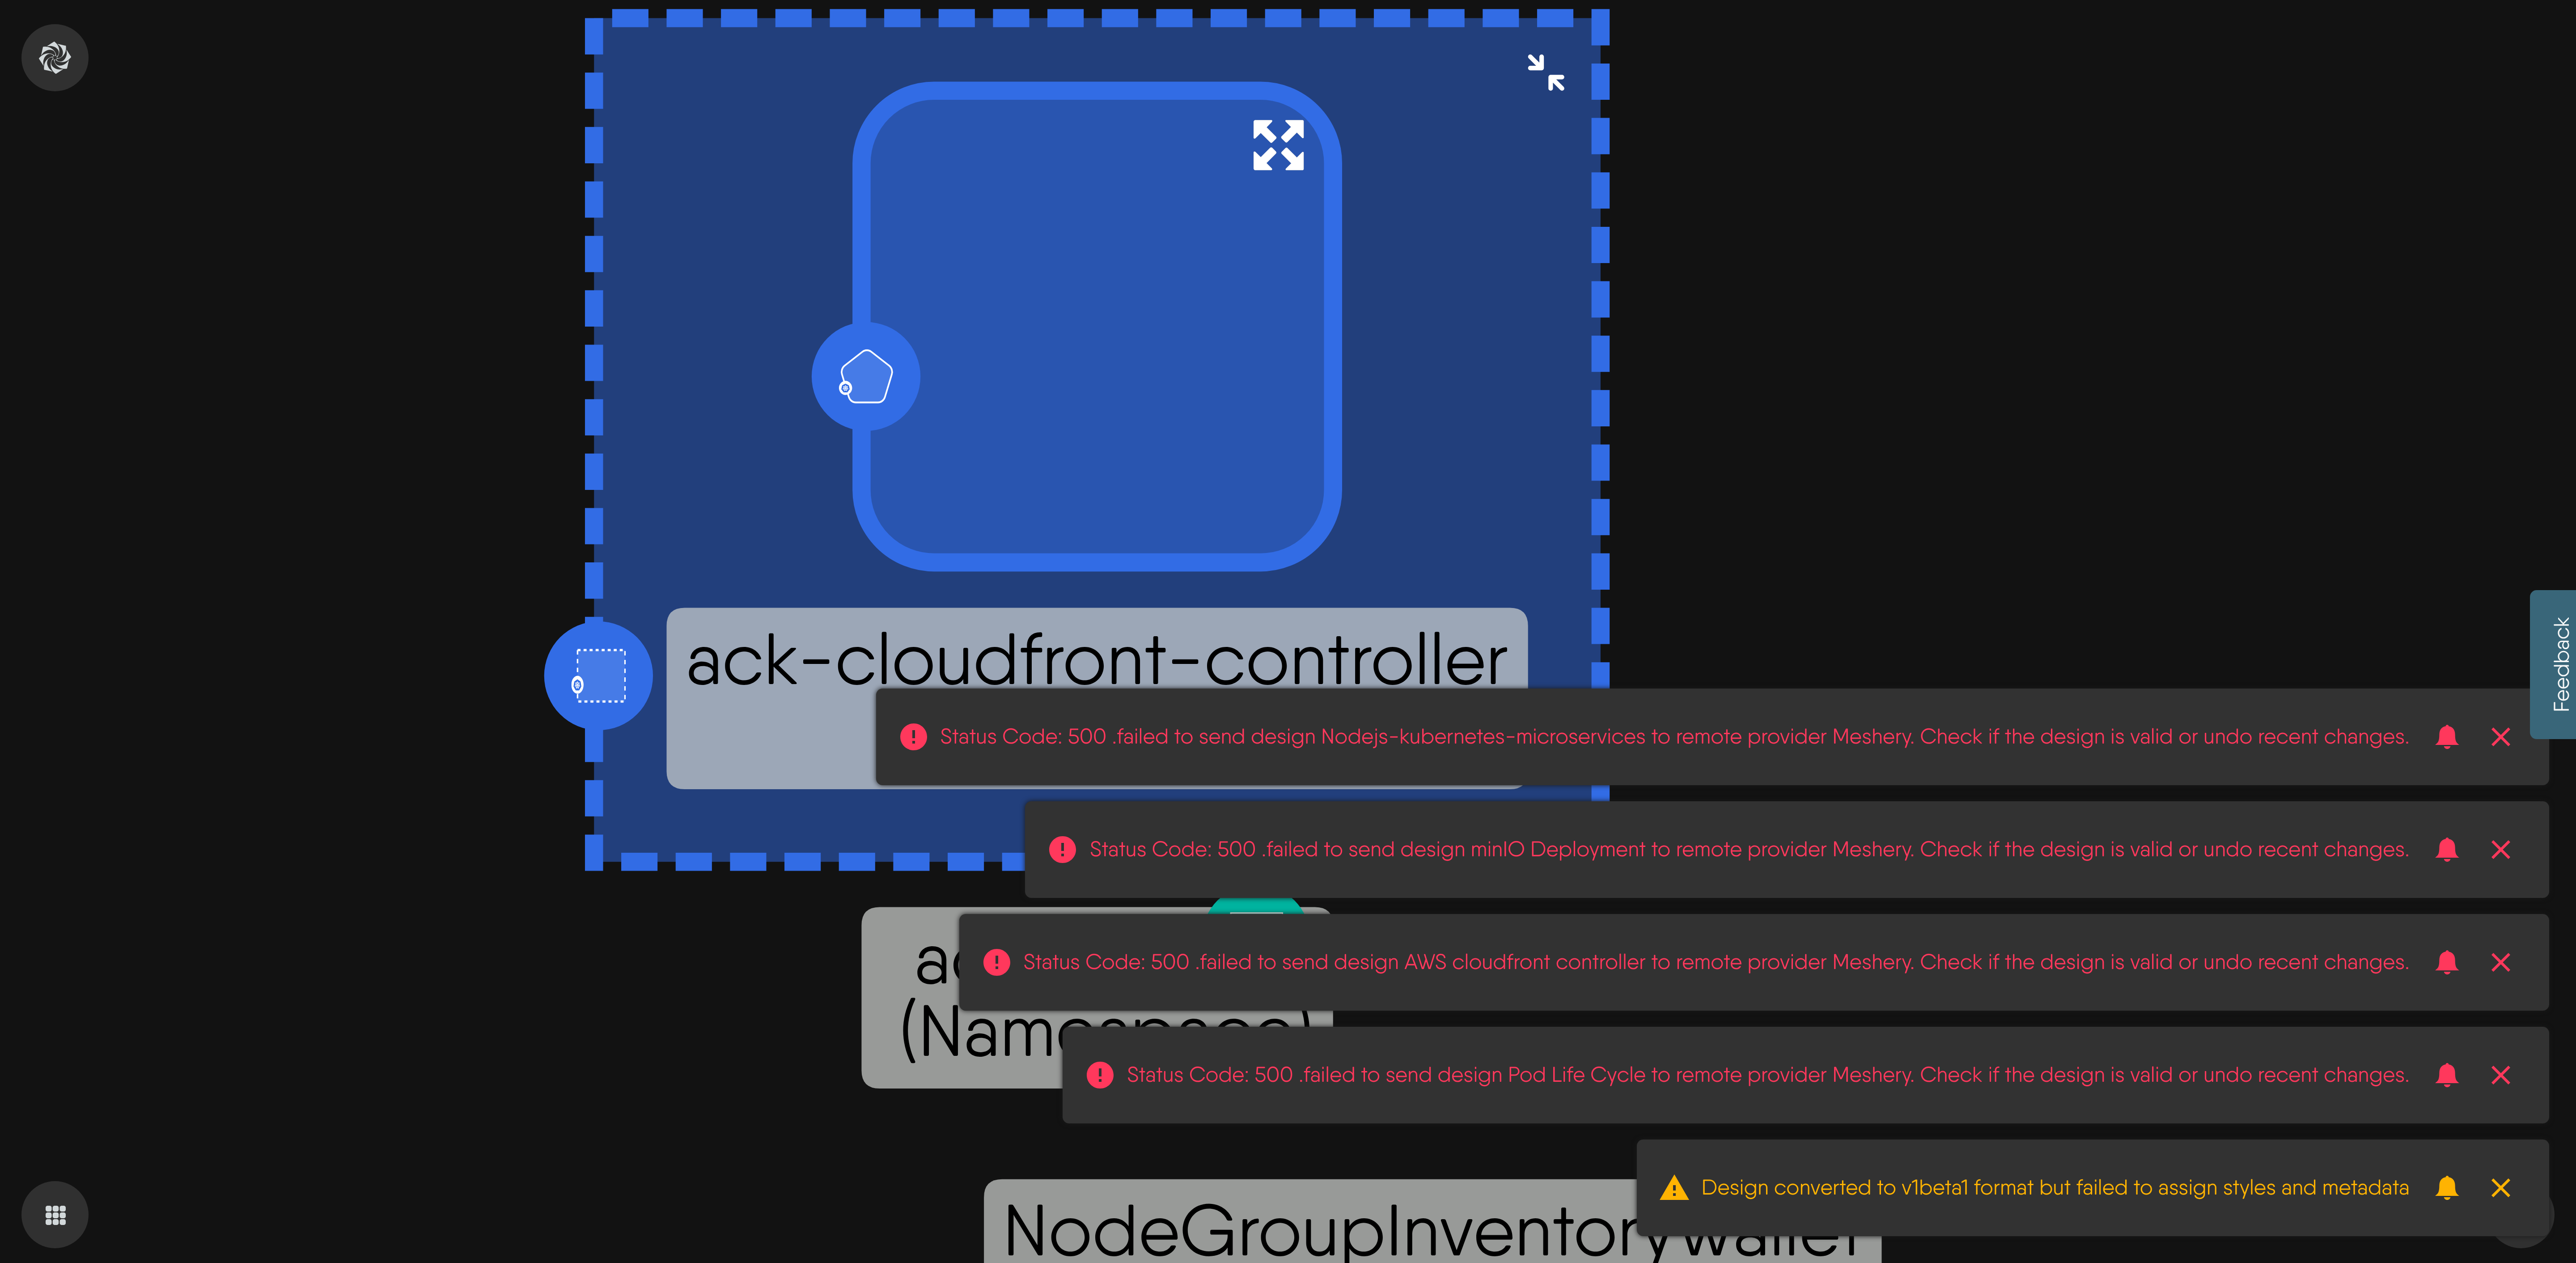 ack-cloudfront-controller
Status Code: 500 .failed to send design Nodejs-kubernetes-microservices to remote provider Meshery. Check if the design is valid or undo recent changes.
Feedback
Status Code: 500 .failed to send design minIO Deployment to remote provider Meshery. Check if the design is valid or undo recent changes.
Status Code: 500 .failed to send design AWS cloudfront controller to remote provider Meshery. Check if the design is valid or undo recent changes.
(Namespace)
Status Code: 500 .failed to send design Pod Life Cycle to remote provider Meshery. Check if the design is valid or undo recent changes.
Design converted to v1beta1 format but failed to assign styles and metadata
NodeGroupInventorywallet